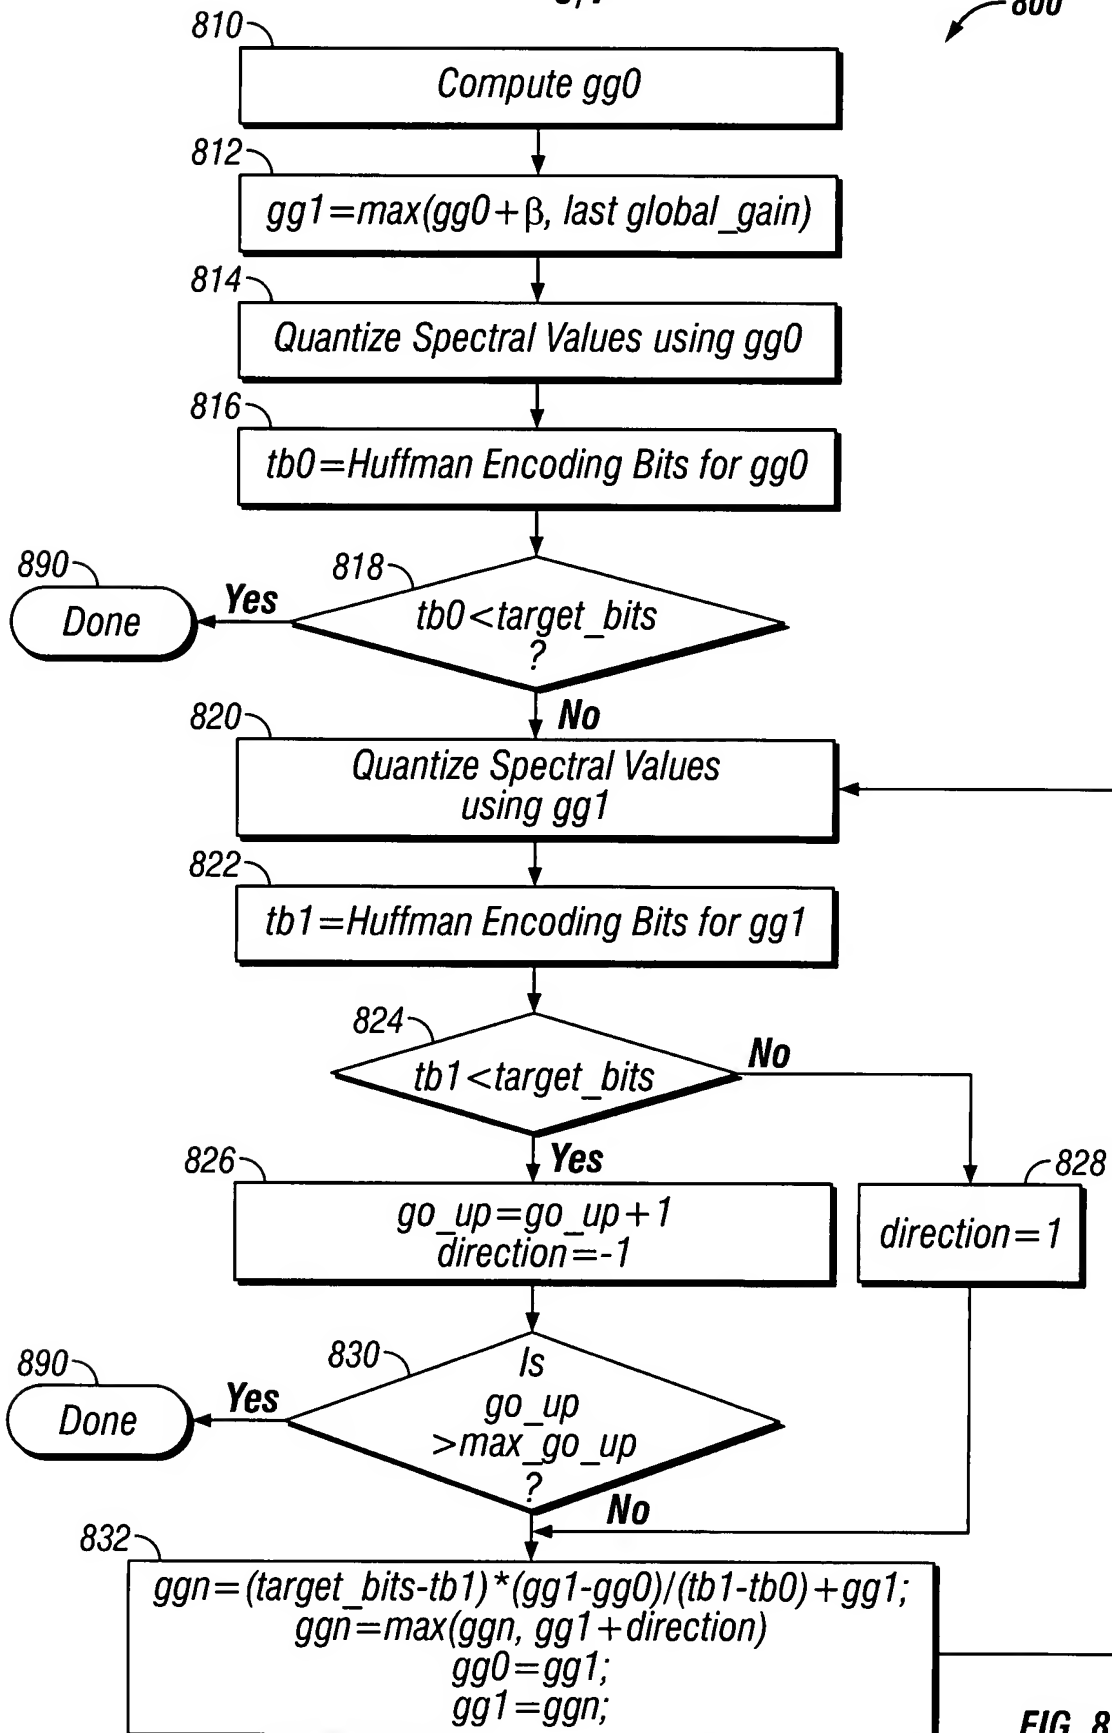 800
810
Compute gg0
812
gg1=max(gg0+β, last global_gain)
814
Quantize Spectral Values using gg0
816
tb0=Huffman Encoding Bits for gg0
890
Done
Yes
818
tb0<target_bits
?
No
820
Quantize Spectral Values
using gg1
822
tb1=Huffman Encoding Bits for gg1
824
tb1<target_bits
No
Yes
826
go_up=go_up+1
direction=-1
828
direction=1
890
Done
Yes
830
Is
go_up
>max_go_up
?
No
832
ggn=(target_bits-tb1)*(gg1-gg0)/(tb1-tb0)+gg1;
ggn=max(ggn, gg1+direction)
gg0=gg1;
gg1=ggn;
FIG. 8